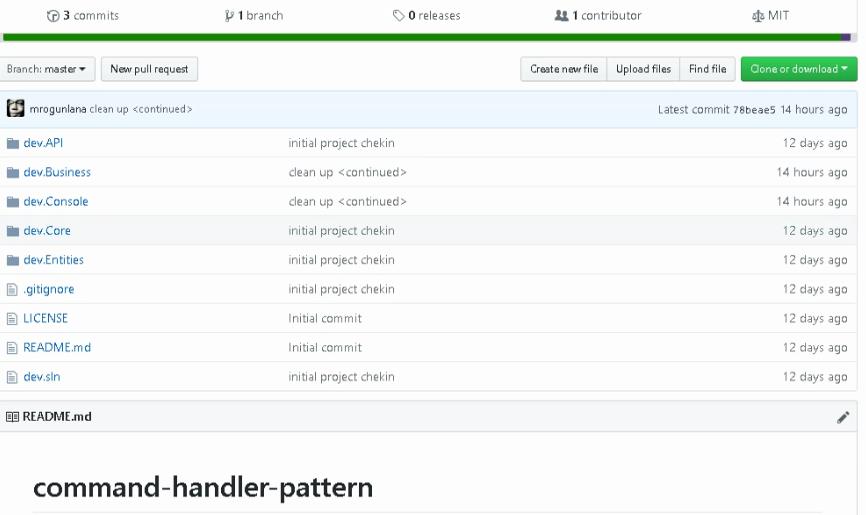 3 commits 1 branch 0 releases 1 contributor MIT
Branch: master New pull request Create new file Upload files Find file Clone or download
mrogunlana clean up <continued> Latest commit 78beae5 14 hours ago
dev.API initial project chekin 12 days ago
dev.Business clean up <continued> 14 hours ago
dev.Console clean up <continued> 14 hours ago
dev.Core initial project chekin 12 days ago
dev.Entities initial project chekin 12 days ago
.gitignore initial project chekin 12 days ago
LICENSE Initial commit 12 days ago
README.md Initial commit 12 days ago
dev.sln initial project chekin 12 days ago
README.md
command-handler-pattern